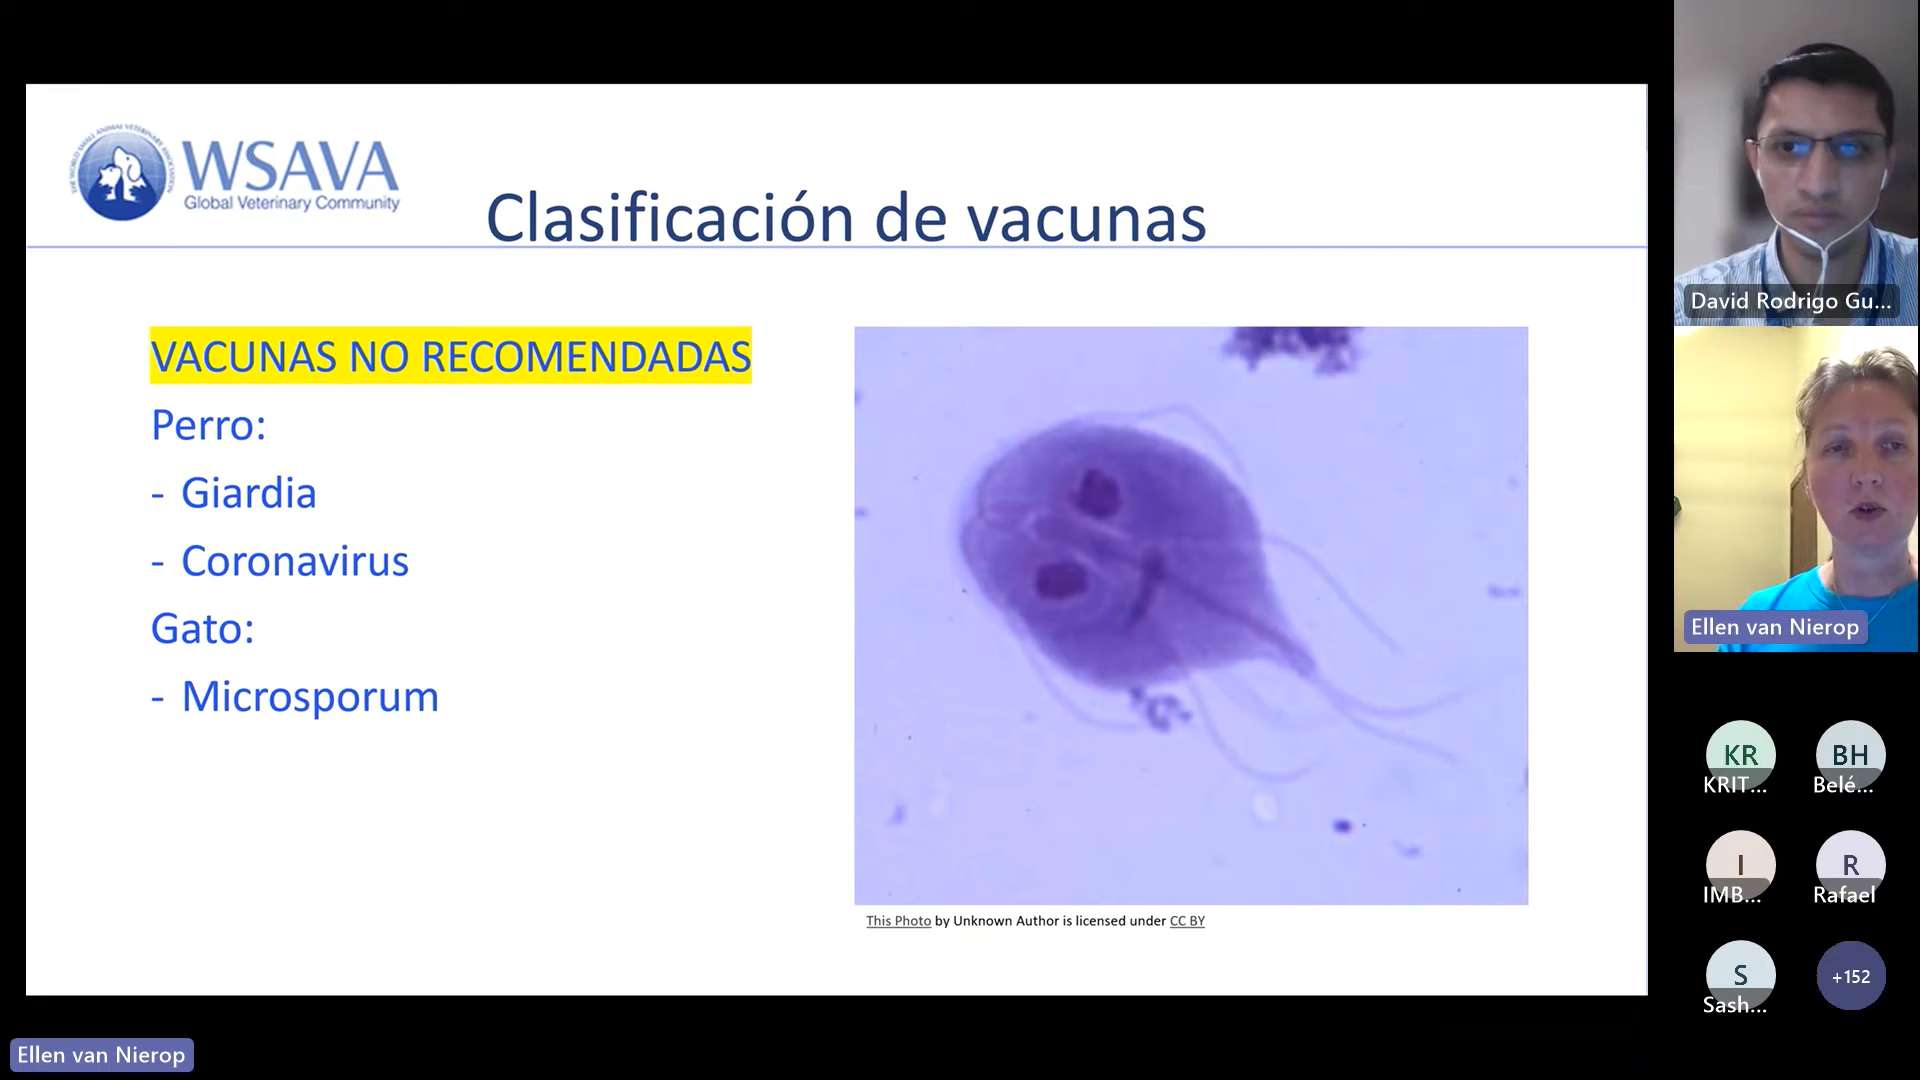 WSAVA
Global Veterinary Community
Clasificación de vacunas
VACUNAS NO RECOMENDADAS
Perro:
- Giardia
- Coronavirus
Gato:
- Microsporum
This Photo by Unknown Author is licensed under CC BY
David Rodrigo Gu...
Ellen van Nierop
KR
KRIT...
BH
Belé...
I
IMB...
R
Rafael
S
Sash...
+152
Ellen van Nierop